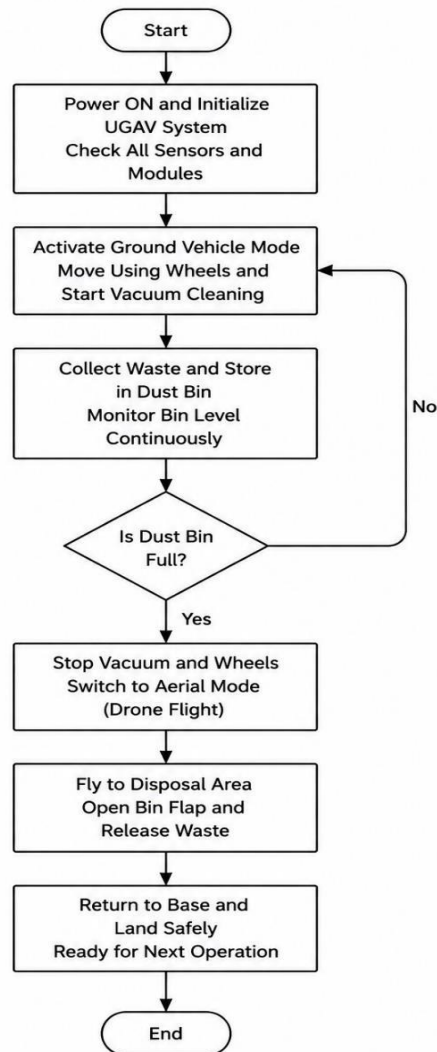 Start
Power ON and Initialize
UGAV System
Check All Sensors and
Modules
Activate Ground Vehicle Mode
Move Using Wheels and
Start Vacuum Cleaning
Collect Waste and Store
in Dust Bin
Monitor Bin Level
Continuously
No
Is Dust Bin
Full?
Yes
Stop Vacuum and Wheels
Switch to Aerial Mode
(Drone Flight)
Fly to Disposal Area
Open Bin Flap and
Release Waste
Return to Base and
Land Safely
Ready for Next Operation
End